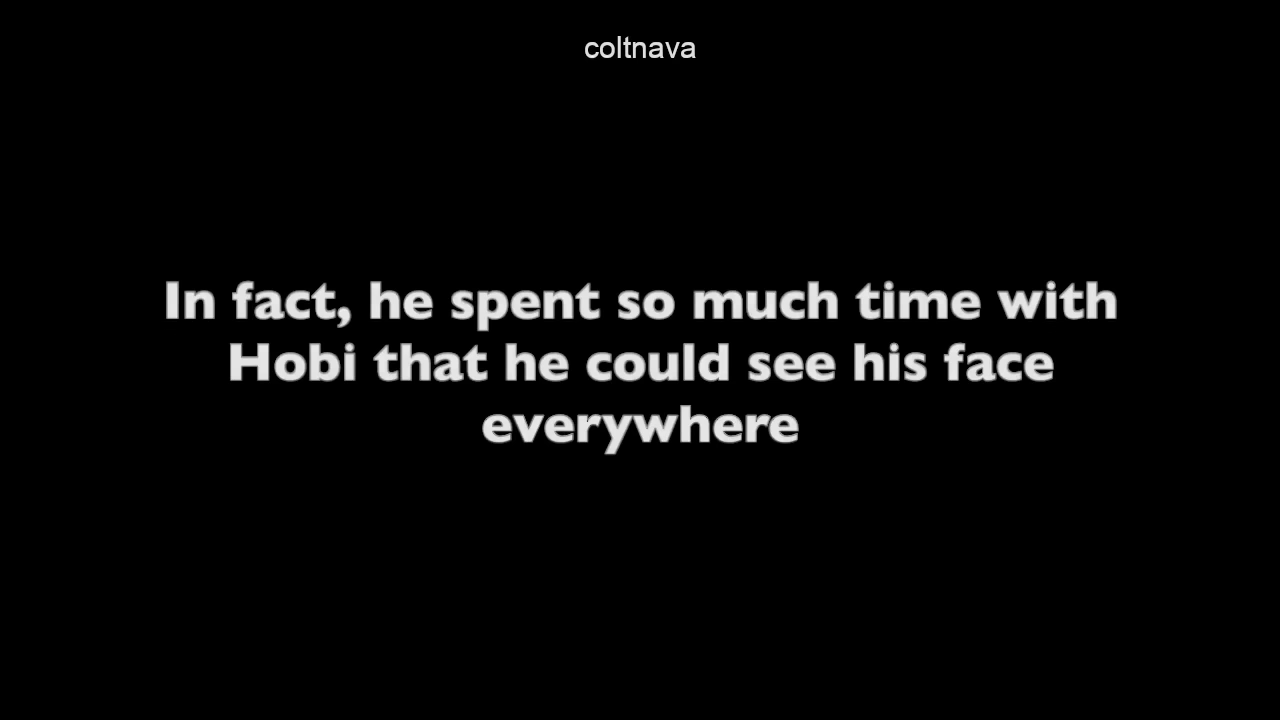 coltnava
In fact, he spent so much time with
Hobi that he could see his face
everywhere